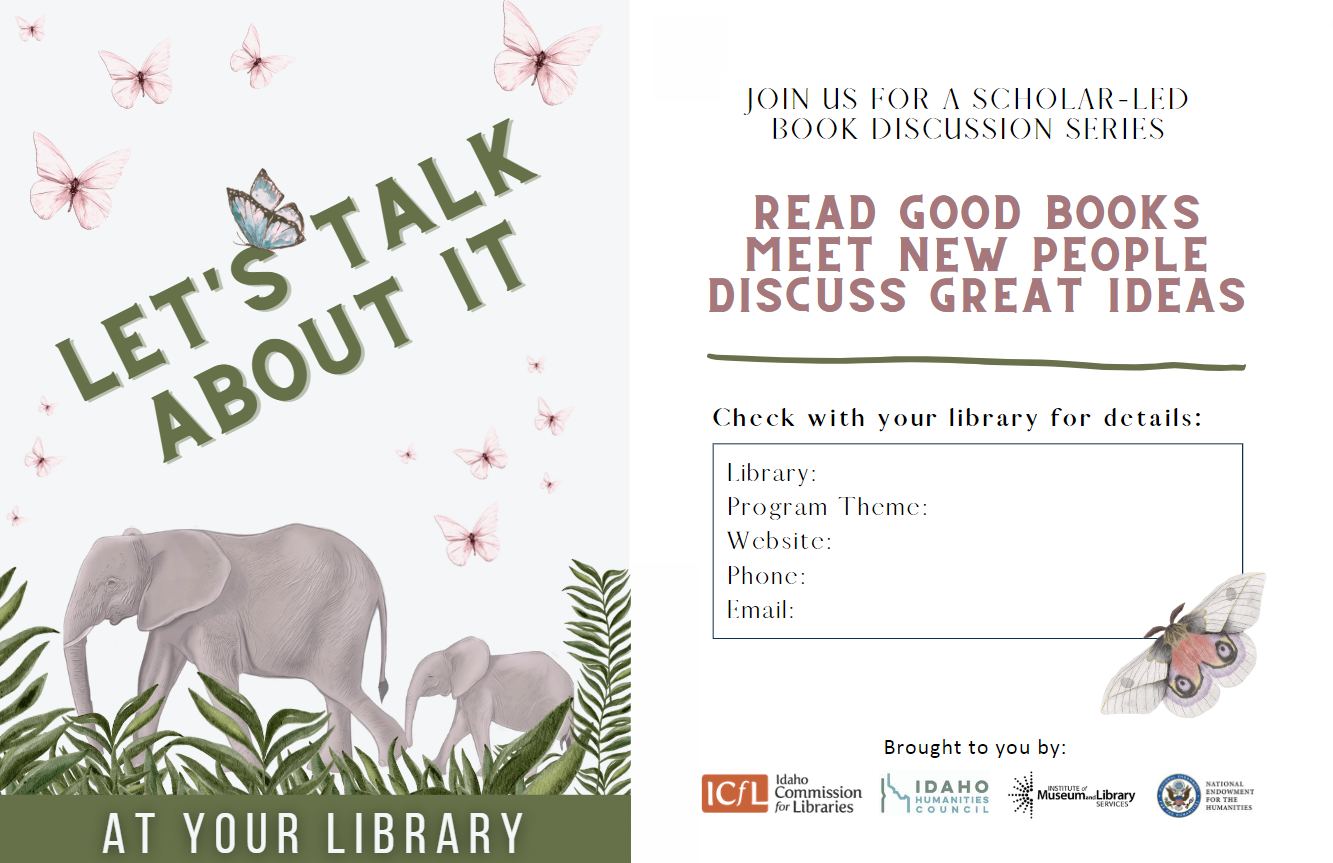 LET'S TALK
ABOUT IT
AT YOUR LIBRARY
JOIN US FOR A SCHOLAR-LED
BOOK DISCUSSION SERIES
READ GOOD BOOKS
MEET NEW PEOPLE
DISCUSS GREAT IDEAS
Check with your library for details:
Library:
Program Theme:
Website:
Phone:
Email:
Brought to you by:
ICfL
Idaho
Commission
for Libraries
IDAHO
HUMANITIES
COUNCIL
INSTITUTE of
Museum and Library
SERVICES
NATIONAL
ENDOWMENT
FOR THE
HUMANITIES